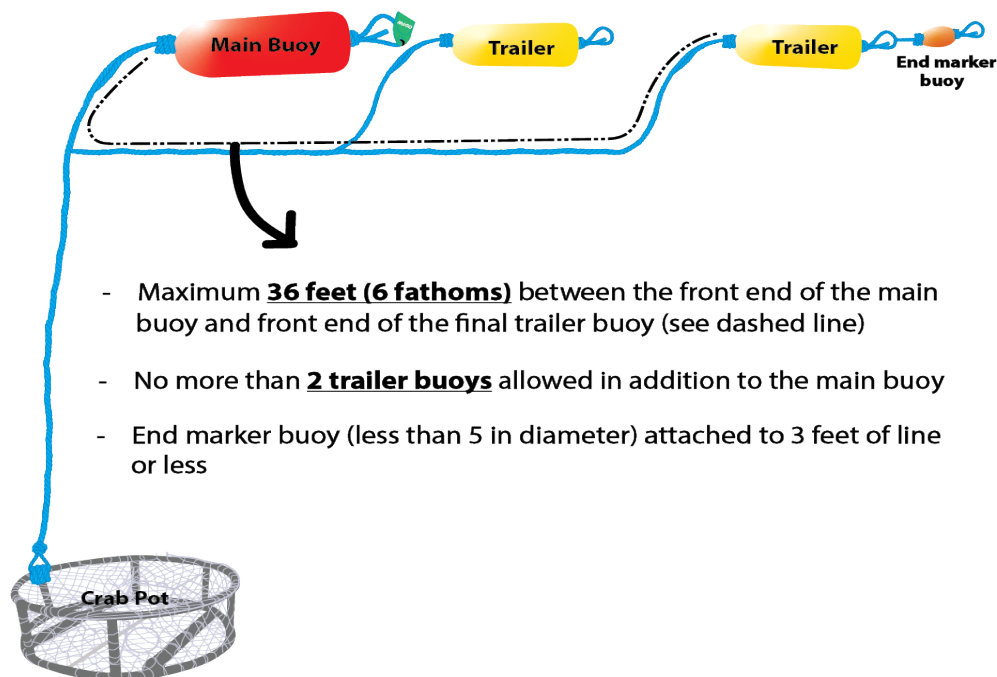 Main Buoy
Trailer
Trailer
End marker
buoy
- Maximum 36 feet (6 fathoms) between the front end of the main
buoy and front end of the final trailer buoy (see dashed line)
- No more than 2 trailer buoys allowed in addition to the main buoy
- End marker buoy (less than 5 in diameter) attached to 3 feet of line
or less
Crab Pot